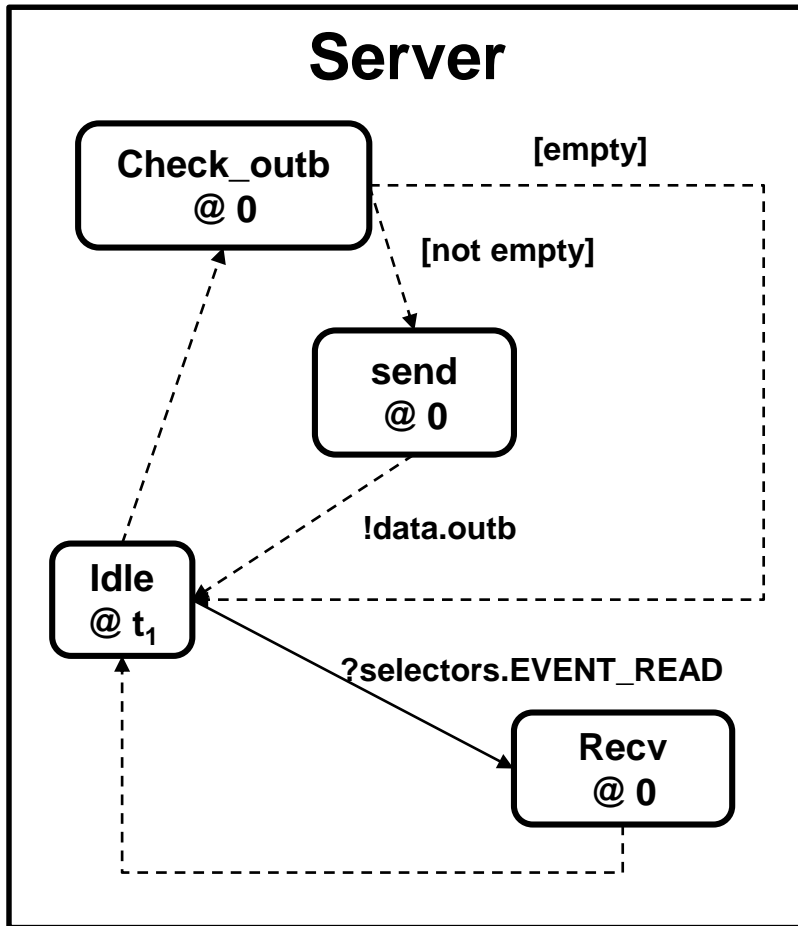 Server
Check_outb
@ 0
[empty]
[not empty]
send
@ 0
!data.outb
Idle
@ t₁
?selectors.EVENT_READ
Recv
@ 0